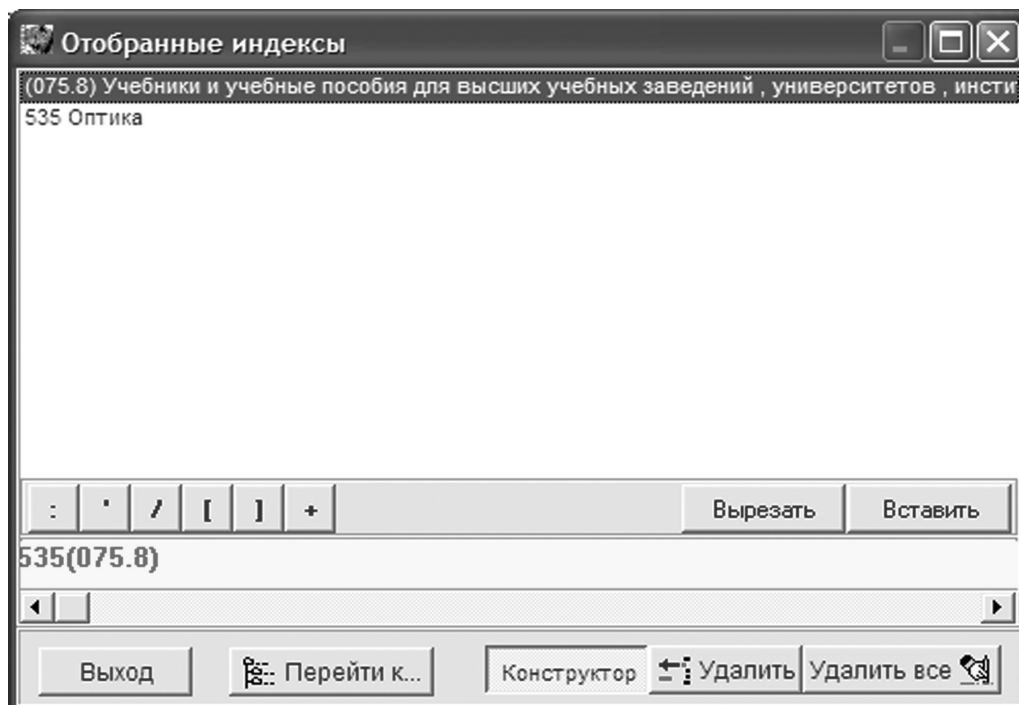 Отобранные индексы
(075.8) Учебники и учебные пособия для высших учебных заведений , университетов , инсти
535 Оптика
: ' / [ ] + Вырезать Вставить
535(075.8)
Выход Перейти к... Конструктор Удалить Удалить все